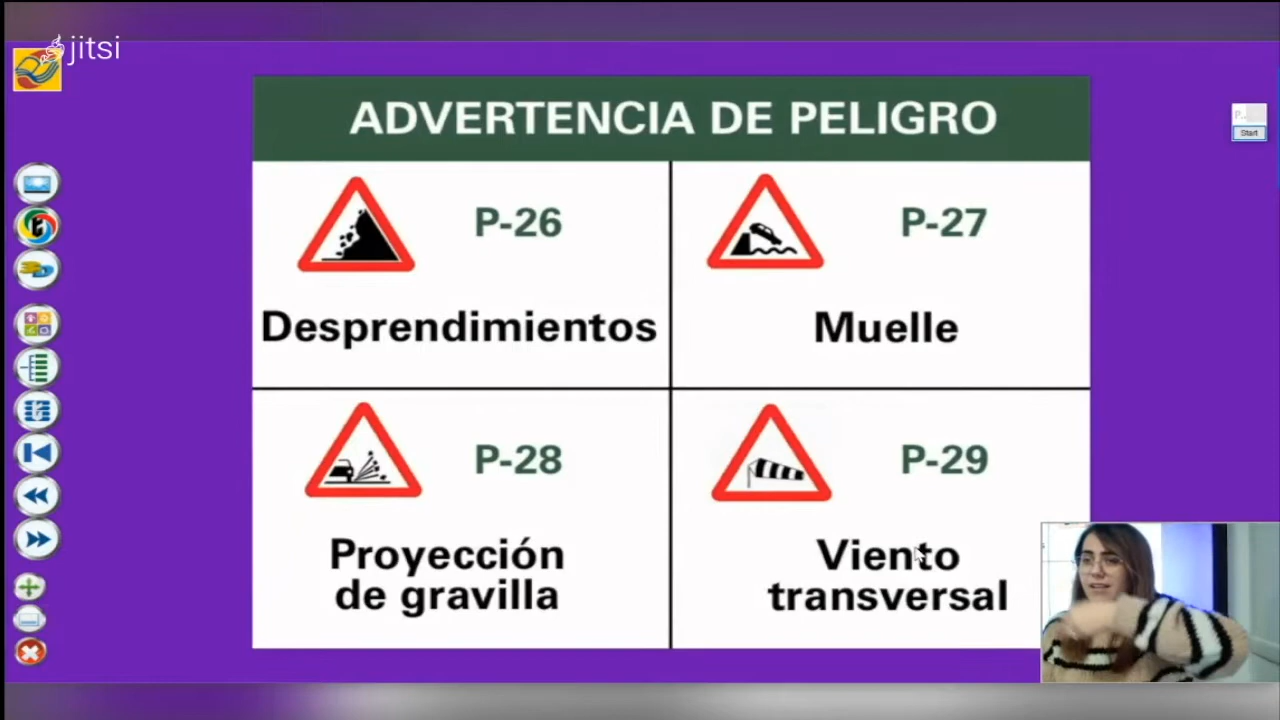 jitsi
ADVERTENCIA DE PELIGRO
P-26
Desprendimientos
P-27
Muelle
P-28
Proyección
de gravilla
P-29
Viento
transversal
Start